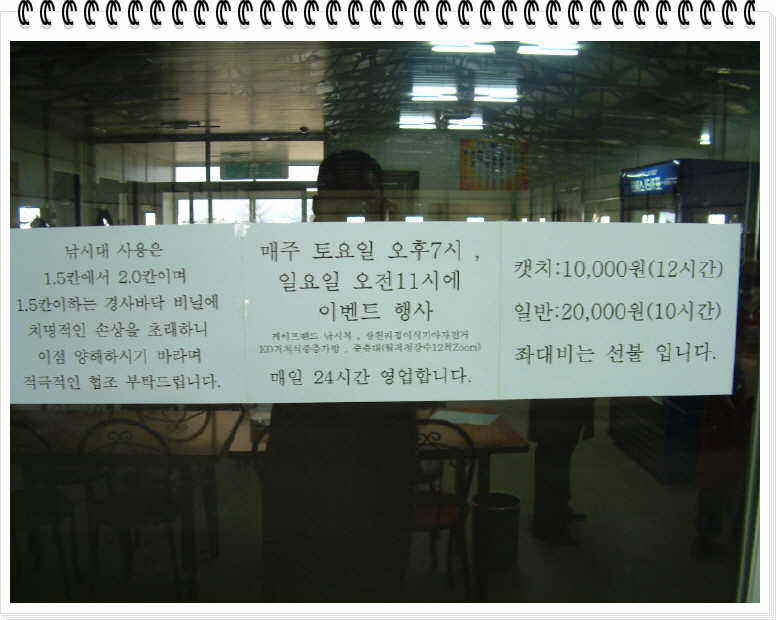 낚시대 사용은
1.5칸에서 2.0칸이며
1.5칸이하는 경사바닥 비닐에
치명적인 손상을 초래하니
이점 양해하시기 바라며
적극적인 협조 부탁드립니다.
매주 토요일 오후7시 ,
일요일 오전11시에
이벤트 행사
매일 24시간 영업합니다.
캣치:10,000원(12시간)
일반:20,000원(10시간)
좌대비는 선불 입니다.